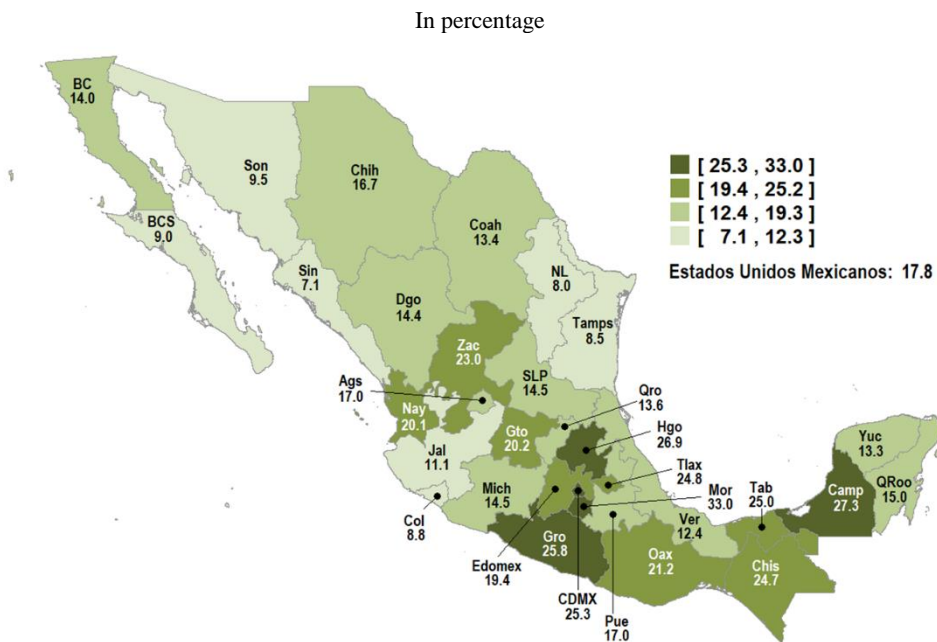 In percentage
BC
14.0
Son
9.5
Chih
16.7
[ 25.3 , 33.0 ]
[ 19.4 , 25.2 ]
[ 12.4 , 19.3 ]
[ 7.1 , 12.3 ]
Estados Unidos Mexicanos: 17.8
BCS
9.0
Coah
13.4
Sin
7.1
NL
8.0
Dgo
14.4
Tamps
8.5
Zac
23.0
Ags
17.0
SLP
14.5
Qro
13.6
Nay
20.1
Gto
20.2
Hgo
26.9
Yuc
13.3
Jal
11.1
Tlax
24.8
Mich
14.5
Mor
33.0
Tab
25.0
Camp
27.3
QRoo
15.0
Col
8.8
Ver
12.4
Gro
25.8
Oax
21.2
Chis
24.7
Edomex
19.4
CDMX
25.3
Pue
17.0